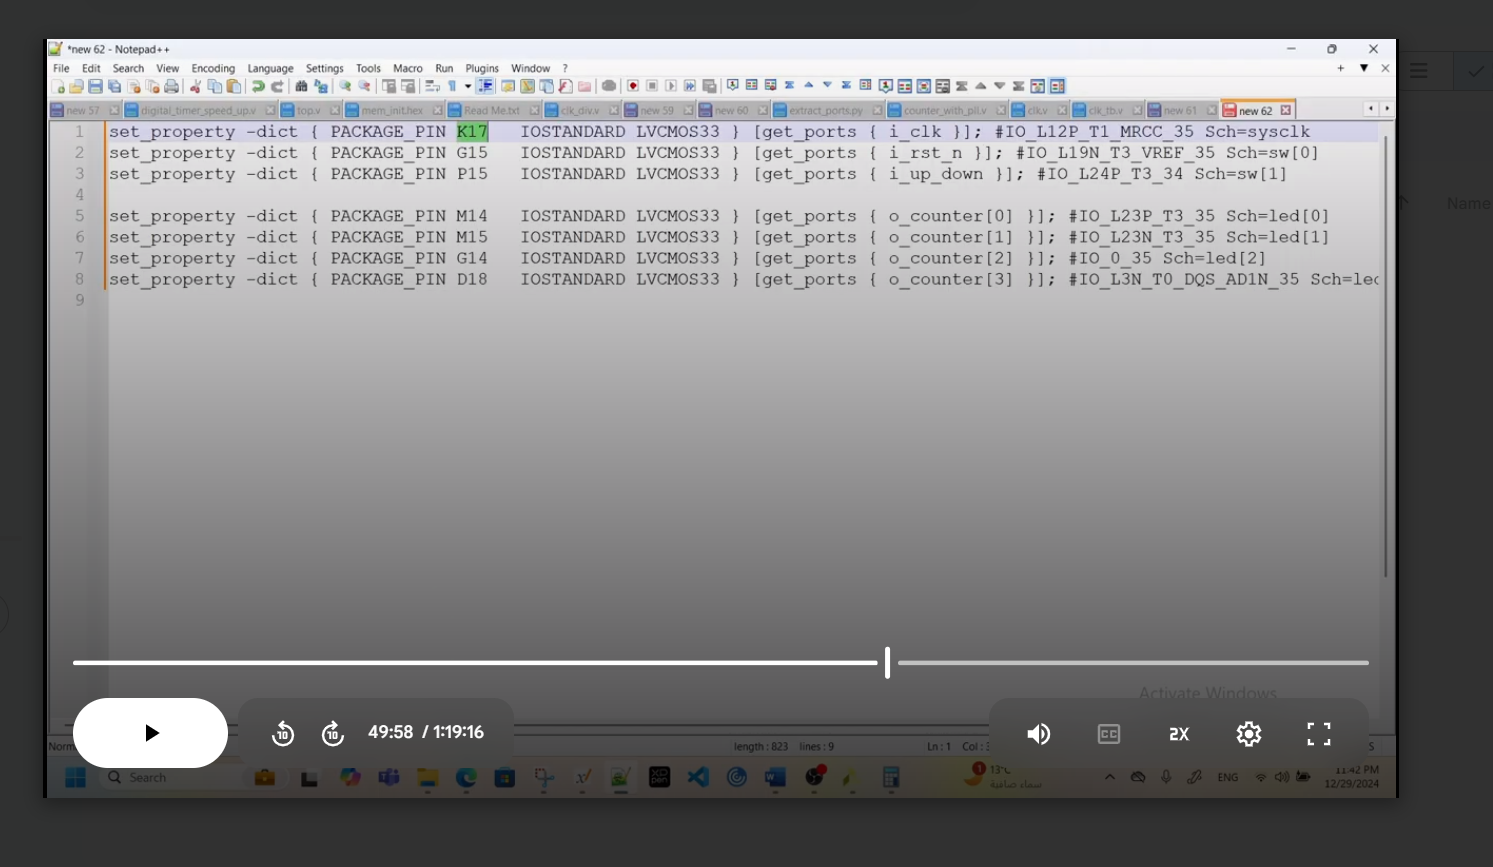 *new 62 - Notepad++
File Edit Search View Encoding Language Settings Tools Macro Run Plugins Window ?
new 57 digital_timer_speed_up.v top.v mem_init.hex Read Me.txt clk_div.v new 59 new 60 extract_ports.py counter_with_pll.v clk.v clk_tb.v new 61 new 62
1 set_property -dict { PACKAGE_PIN K17 IOSTANDARD LVCMOS33 } [get_ports { i_clk }]; #IO_L12P_T1_MRCC_35 Sch=sysclk
2 set_property -dict { PACKAGE_PIN G15 IOSTANDARD LVCMOS33 } [get_ports { i_rst_n }]; #IO_L19N_T3_VREF_35 Sch=sw[0]
3 set_property -dict { PACKAGE_PIN P15 IOSTANDARD LVCMOS33 } [get_ports { i_up_down }]; #IO_L24P_T3_34 Sch=sw[1]
4
5 set_property -dict { PACKAGE_PIN M14 IOSTANDARD LVCMOS33 } [get_ports { o_counter[0] }]; #IO_L23P_T3_35 Sch=led[0]
6 set_property -dict { PACKAGE_PIN M15 IOSTANDARD LVCMOS33 } [get_ports { o_counter[1] }]; #IO_L23N_T3_35 Sch=led[1]
7 set_property -dict { PACKAGE_PIN G14 IOSTANDARD LVCMOS33 } [get_ports { o_counter[2] }]; #IO_0_35 Sch=led[2]
8 set_property -dict { PACKAGE_PIN D18 IOSTANDARD LVCMOS33 } [get_ports { o_counter[3] }]; #IO_L3N_T0_DQS_AD1N_35 Sch=led
9
Name
Activate Windows
10 10 49:58 / 1:19:16 CC 2X
length : 823 lines : 9 Ln : 1
Search 1 13°C سماء صافية ENG 11:42 PM
12/29/2024